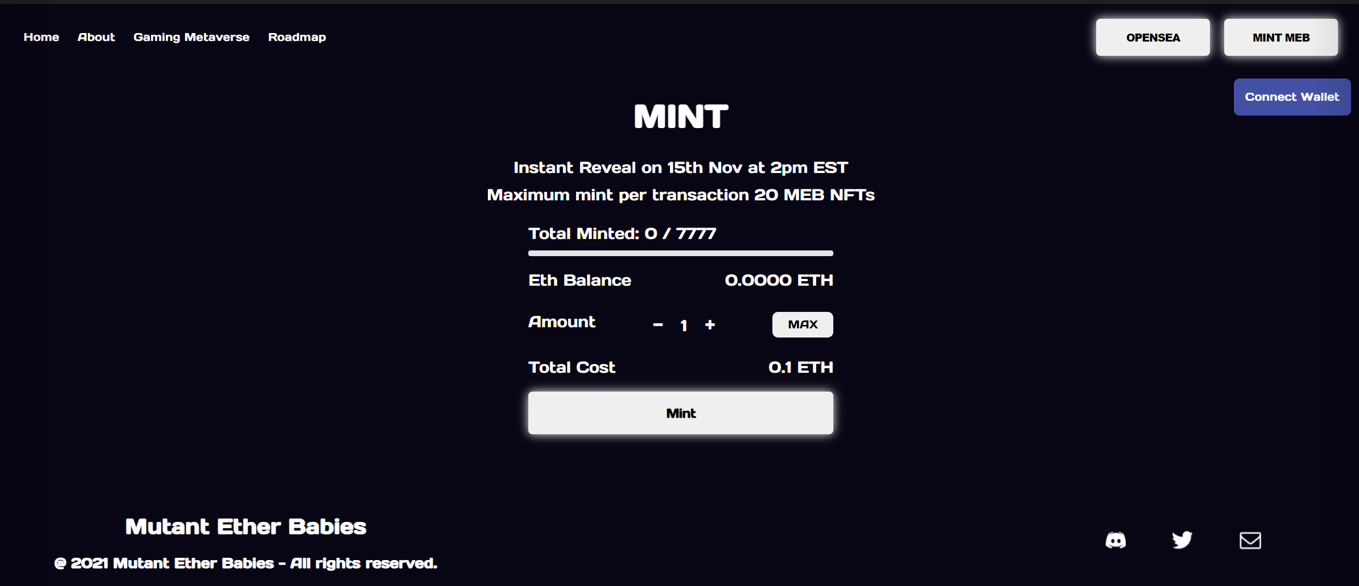 Home About Gaming Metaverse Roadmap OPENSEA MINT MEB
Connect Wallet
MINT
Instant Reveal on 15th Nov at 2pm EST
Maximum mint per transaction 20 MEB NFTs
Total Minted: 0 / 7777
Eth Balance 0.0000 ETH
Amount − 1 + MAX
Total Cost 0.1 ETH
Mint
Mutant Ether Babies
@ 2021 Mutant Ether Babies - All rights reserved.